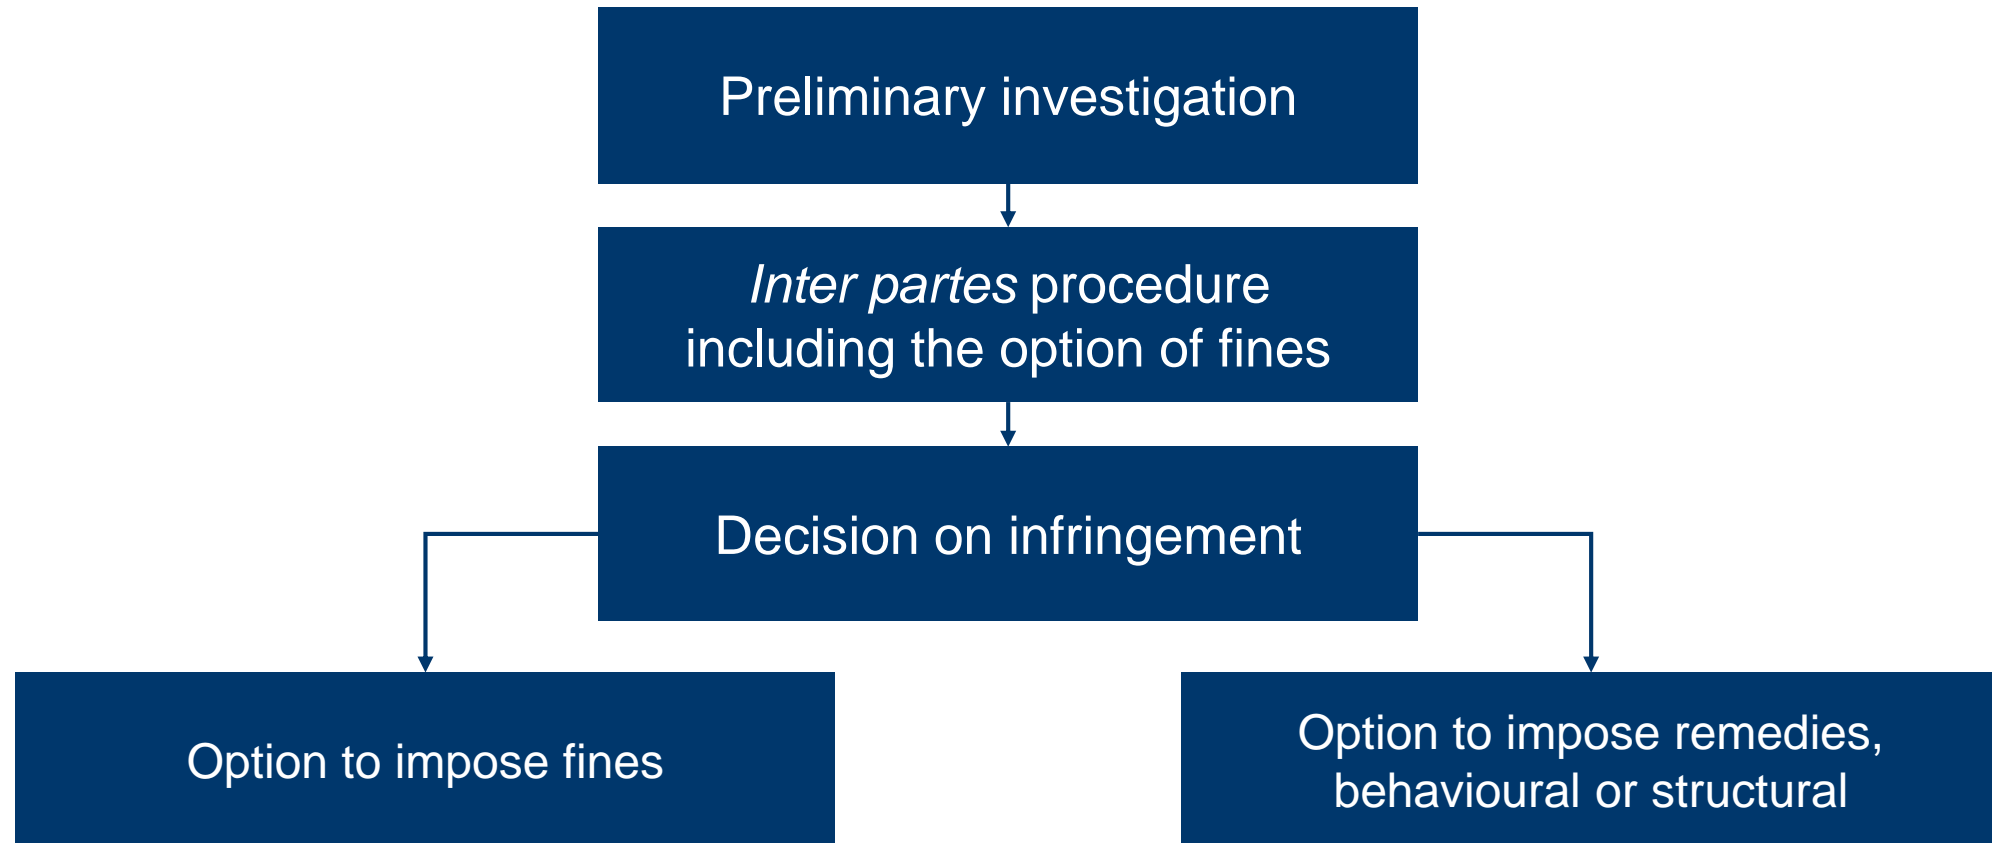 Preliminary investigation
Inter partes procedure
including the option of fines
Decision on infringement
Option to impose fines
Option to impose remedies,
behavioural or structural